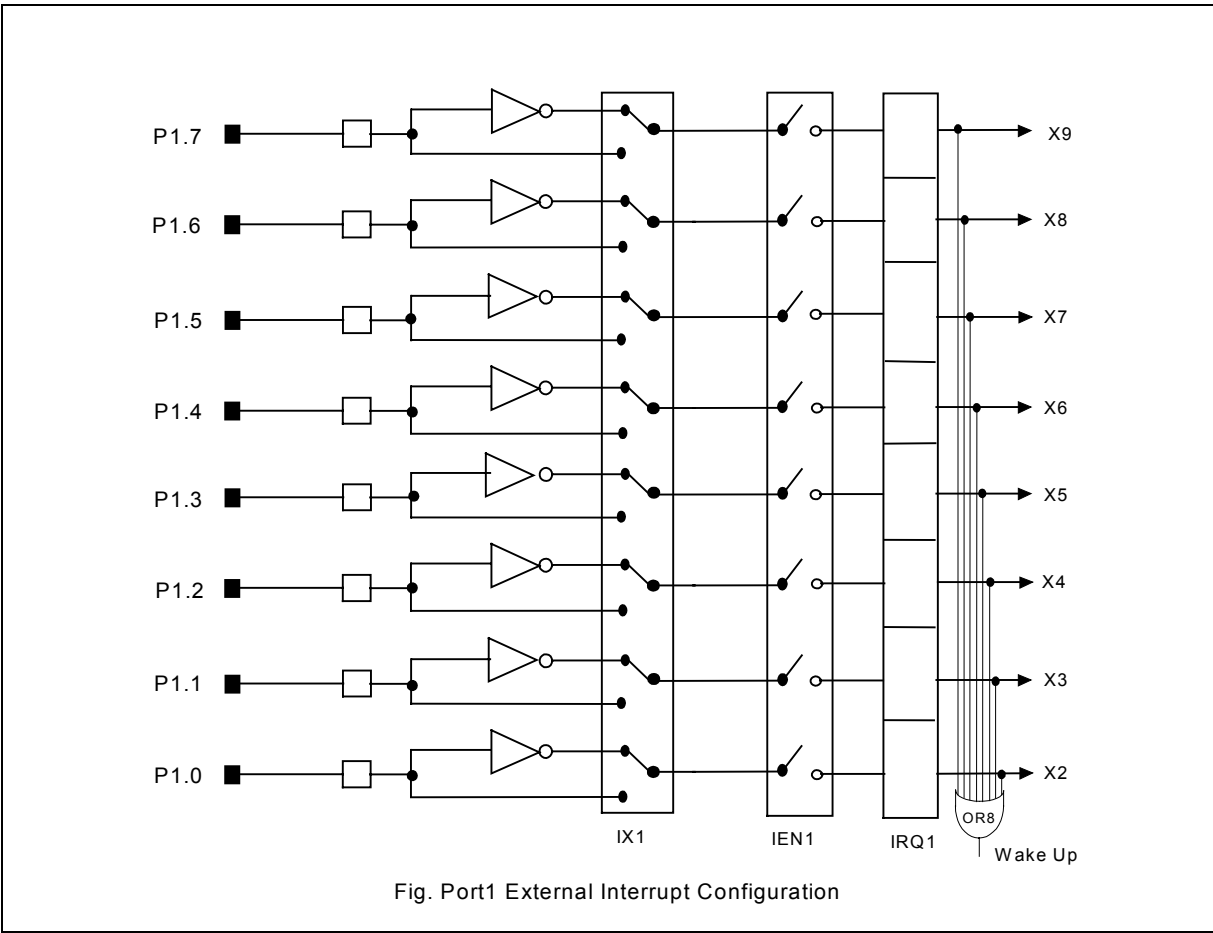 P1.7
X9
P1.6
X8
P1.5
X7
P1.4
X6
P1.3
X5
P1.2
X4
P1.1
X3
P1.0
X2
OR8
IX1
IEN1
IRQ1
Wake Up
Fig. Port1 External Interrupt Configuration